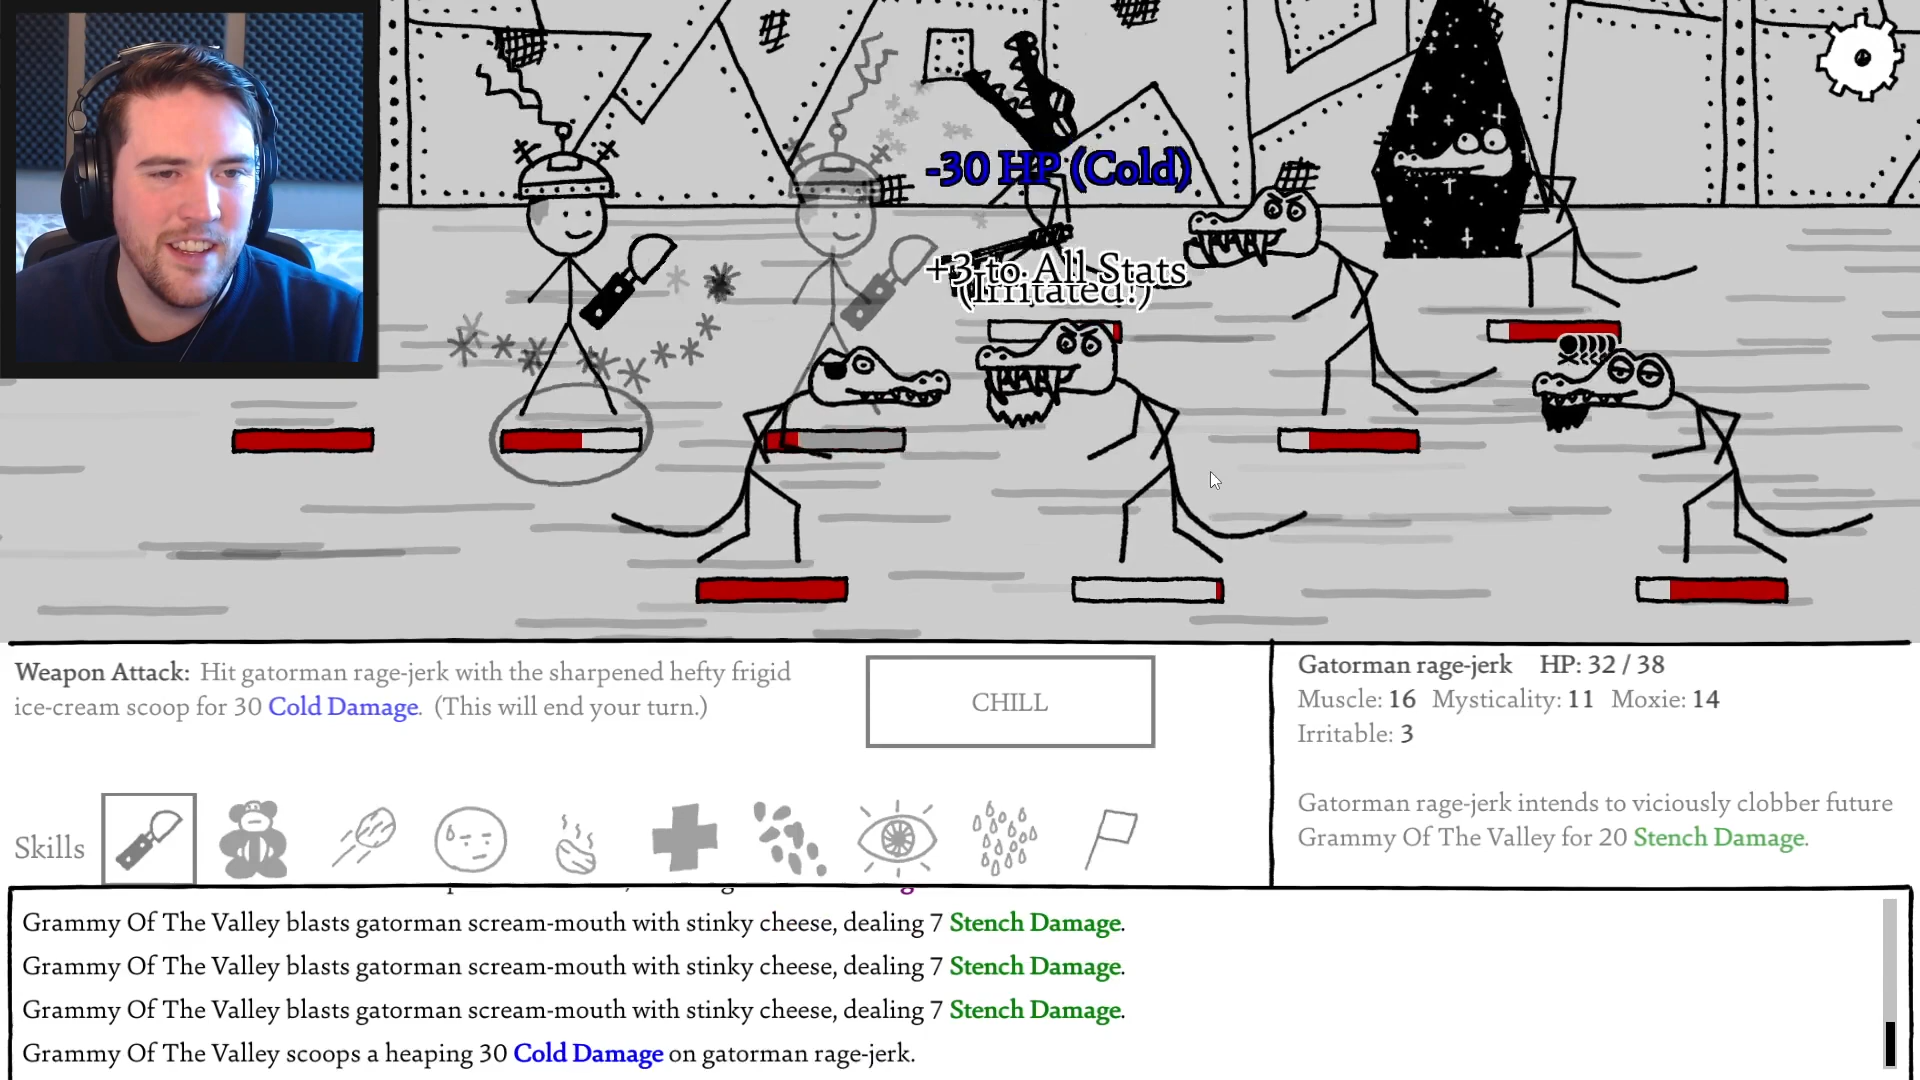 -30 HP (Cold)
+3 to All Stats
(Irritated!)
Weapon Attack: Hit gatorman rage-jerk with the sharpened hefty frigid
ice-cream scoop for 30 Cold Damage. (This will end your turn.)
CHILL
Gatorman rage-jerk HP: 32 / 38
Muscle: 16 Mysticality: 11 Moxie: 14
Irritable: 3
Gatorman rage-jerk intends to viciously clobber future
Grammy Of The Valley for 20 Stench Damage.
Skills
Grammy Of The Valley blasts gatorman scream-mouth with stinky cheese, dealing 7 Stench Damage.
Grammy Of The Valley blasts gatorman scream-mouth with stinky cheese, dealing 7 Stench Damage.
Grammy Of The Valley blasts gatorman scream-mouth with stinky cheese, dealing 7 Stench Damage.
Grammy Of The Valley scoops a heaping 30 Cold Damage on gatorman rage-jerk.